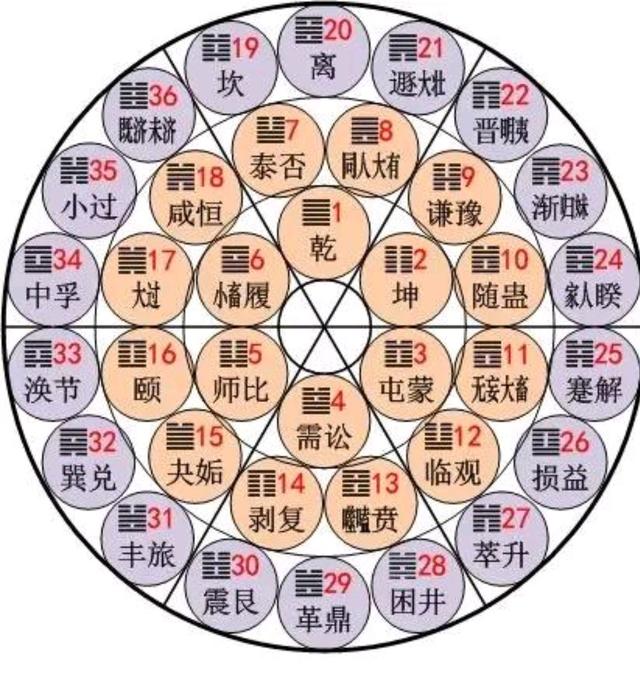 1
乾
2
坤
3
屯蒙
4
需讼
5
师比
6
小畜履
7
泰否
8
同人大有
9
谦豫
10
随蛊
11
无妄大畜
12
临观
13
噬嗑贲
14
剥复
15
夬姤
16
颐
17
大过
18
咸恒
19
坎
20
离
21
遯大壮
22
晋明夷
23
渐归妹
24
家人睽
25
蹇解
26
损益
27
萃升
28
困井
29
革鼎
30
震艮
31
丰旅
32
巽兑
33
涣节
34
中孚
35
小过
36
既济未济